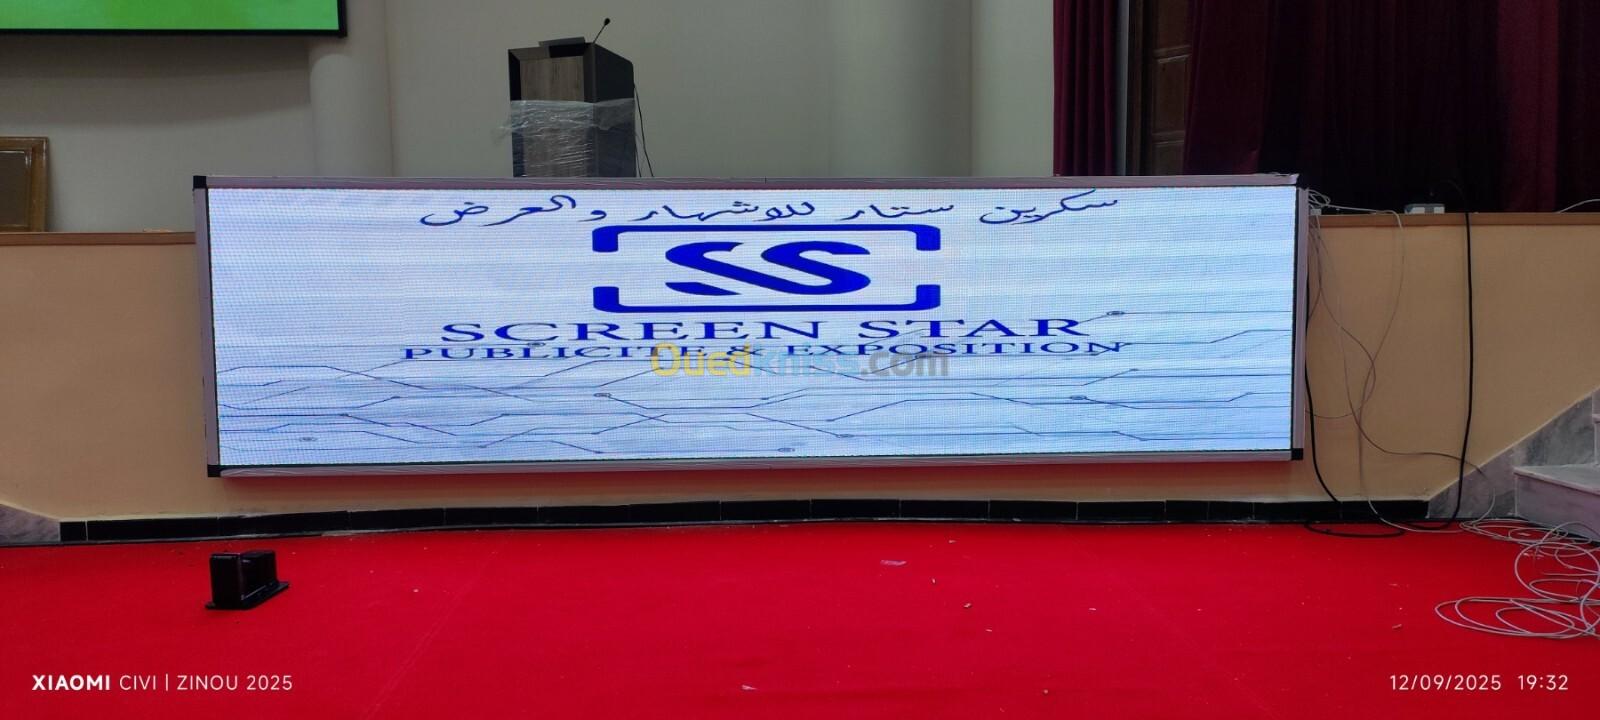 سكرين ستار للاشهار والعرض
SS
SCREEN STAR
PUBLICITE & EXPOSITION
Ouedkniss.com
XIAOMI CIVI | ZINOU 2025
12/09/2025 19:32